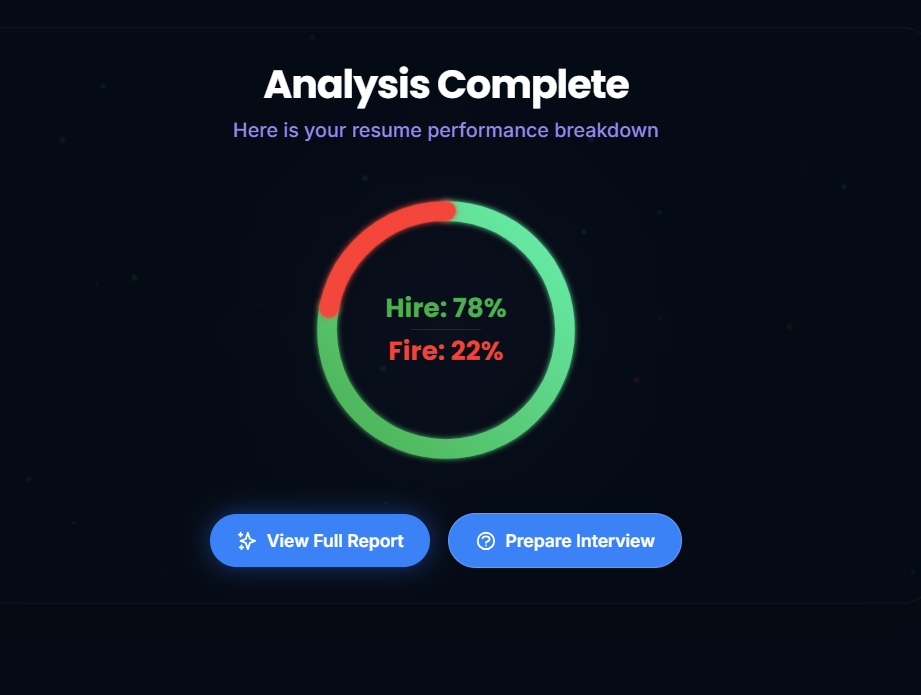 Analysis Complete
Here is your resume performance breakdown
Hire: 78%
Fire: 22%
View Full Report
Prepare Interview